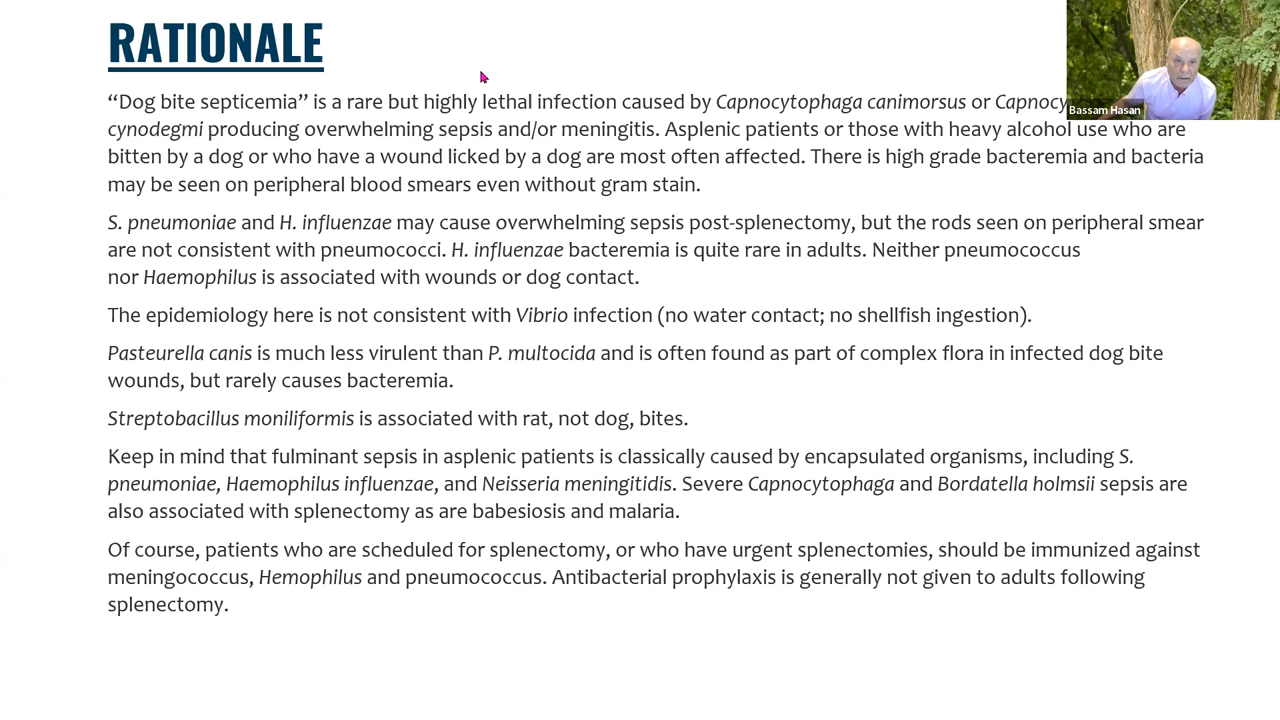 RATIONALE
“Dog bite septicemia” is a rare but highly lethal infection caused by Capnocytophaga canimorsus or
Bassam Hasan
cynodegmi producing overwhelming sepsis and/or meningitis. Asplenic patients or those with heavy alcohol use who are
bitten by a dog or who have a wound licked by a dog are most often affected. There is high grade bacteremia and bacteria
may be seen on peripheral blood smears even without gram stain.
S. pneumoniae and H. influenzae may cause overwhelming sepsis post-splenectomy, but the rods seen on peripheral smear
are not consistent with pneumococci. H. influenzae bacteremia is quite rare in adults. Neither pneumococcus
nor Haemophilus is associated with wounds or dog contact.
The epidemiology here is not consistent with Vibrio infection (no water contact; no shellfish ingestion).
Pasteurella canis is much less virulent than P. multocida and is often found as part of complex flora in infected dog bite
wounds, but rarely causes bacteremia.
Streptobacillus moniliformis is associated with rat, not dog, bites.
Keep in mind that fulminant sepsis in asplenic patients is classically caused by encapsulated organisms, including S.
pneumoniae, Haemophilus influenzae, and Neisseria meningitidis. Severe Capnocytophaga and Bordatella holmsii sepsis are
also associated with splenectomy as are babesiosis and malaria.
Of course, patients who are scheduled for splenectomy, or who have urgent splenectomies, should be immunized against
meningococcus, Hemophilus and pneumococcus. Antibacterial prophylaxis is generally not given to adults following
splenectomy.